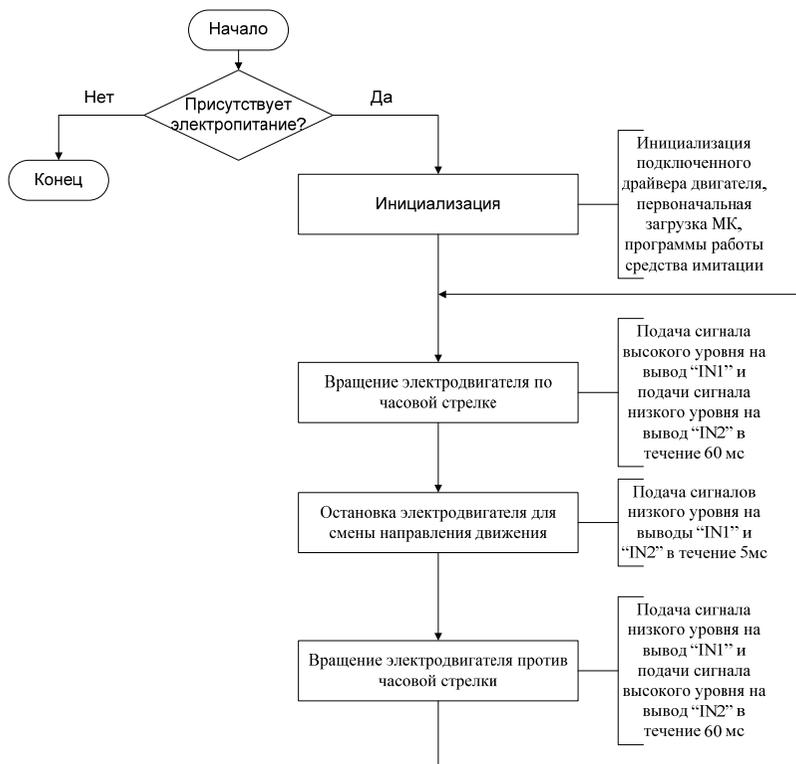 Начало
Присутствует
электропитание?
Нет
Да
Конец
Инициализация
Инициализация
подключенного
драйвера двигателя,
первоначальная
загрузка МК,
программы работы
средства имитации
Вращение электродвигателя по
часовой стрелке
Подача сигнала
высокого уровня на
вывод “IN1” и
подачи сигнала
низкого уровня на
вывод “IN2” в
течение 60 мс
Остановка электродвигателя для
смены направления движения
Подача сигналов
низкого уровня на
выводы “IN1” и
“IN2” в течение 5мс
Вращение электродвигателя против
часовой стрелки
Подача сигнала
низкого уровня на
вывод “IN1” и
подачи сигнала
высокого уровня на
вывод “IN2” в
течение 60 мс